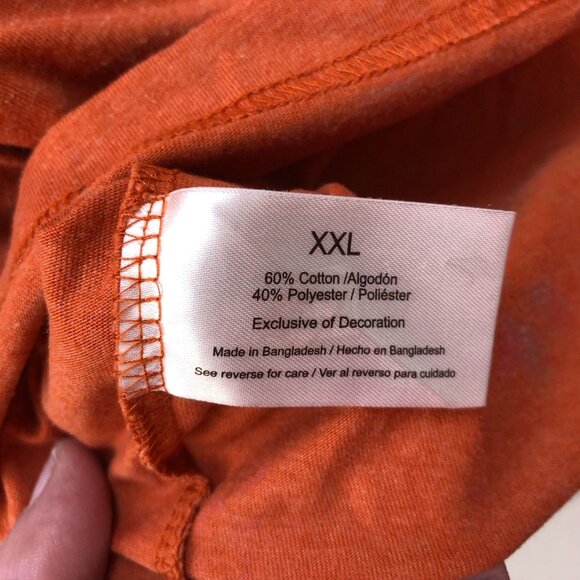 XXL
60% Cotton /Algodón
40% Polyester / Poliéster
Exclusive of Decoration
Made in Bangladesh / Hecho en Bangladesh
See reverse for care / Ver al reverso para cuidado